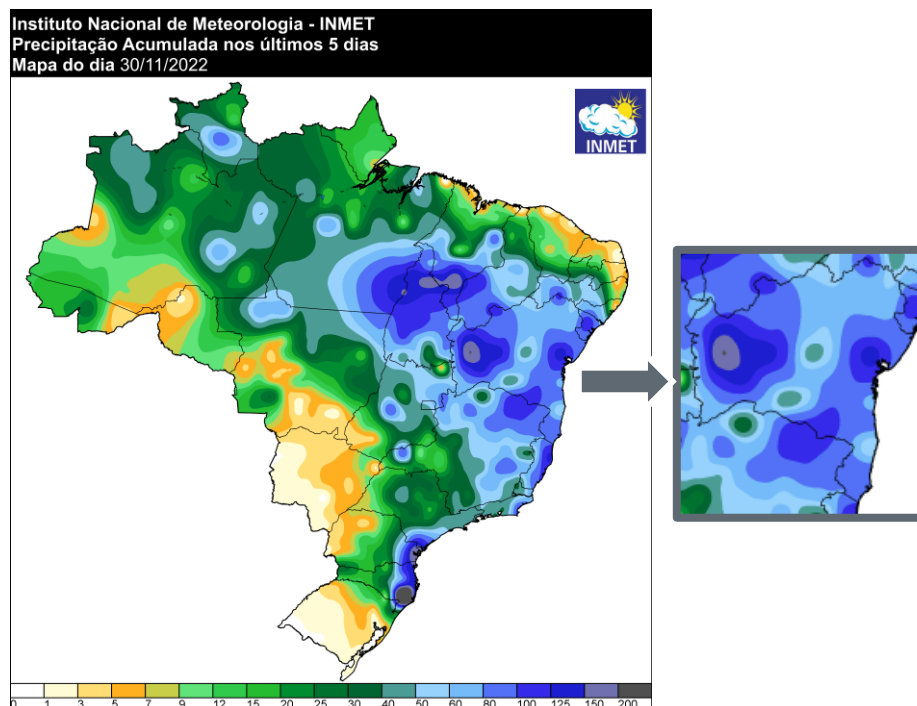 Instituto Nacional de Meteorologia - INMET
Precipitação Acumulada nos últimos 5 dias
Mapa do dia 30/11/2022
INMET
0 1 3 5 7 9 12 15 20 25 30 40 50 60 80 100 125 150 200